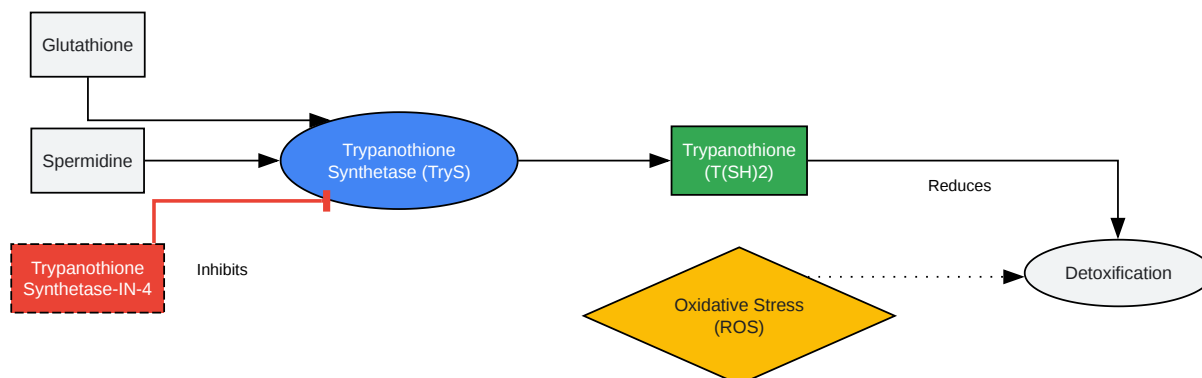 Glutathione
Spermidine
Trypanothione
Synthetase (TryS)
Trypanothione
(T(SH)2)
Reduces
Trypanothione
Synthetase-IN-4
Inhibits
Oxidative Stress
(ROS)
Detoxification